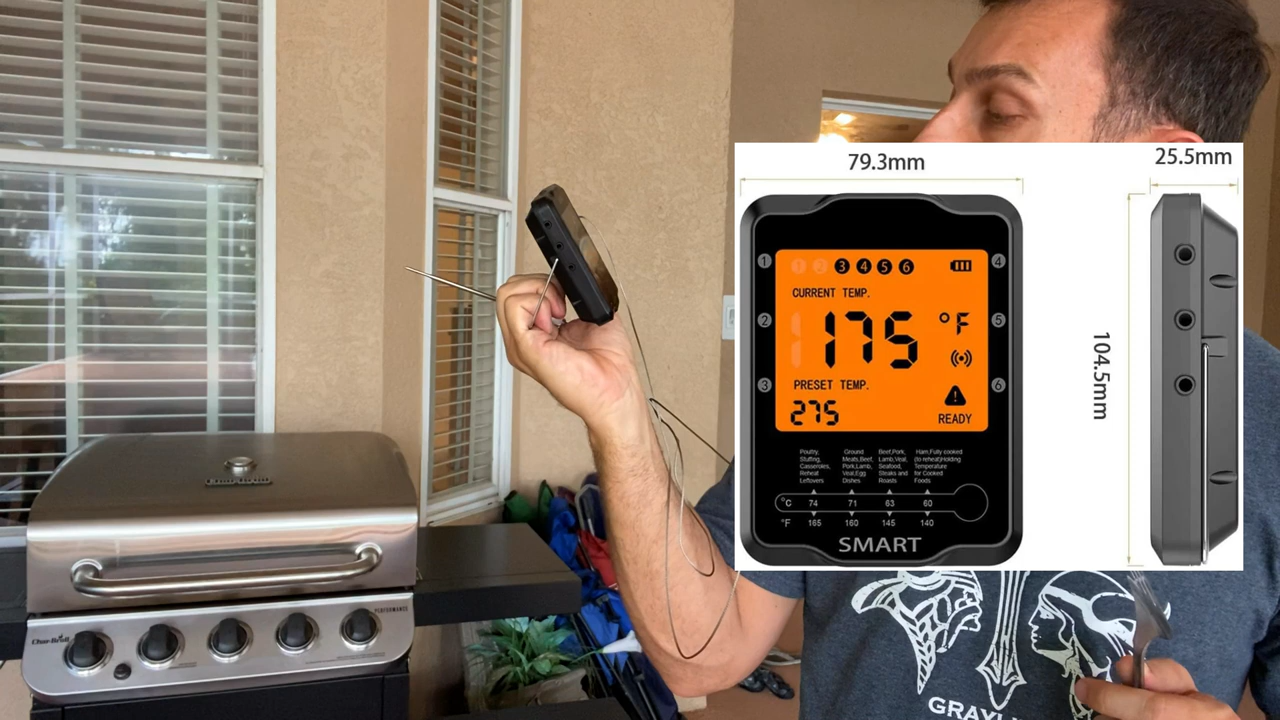 79.3mm
25.5mm
104.5mm
1 2 3 4 5 6
CURRENT TEMP.
175 °F
PRESET TEMP.
275
READY
1
2
3
4
5
6
Poultry, Stuffing, Casseroles, Reheat Leftovers
Ground Meats,Beef, Pork,Lamb, Veal,Egg Dishes
Beef,Pork, Lamb,Veal, Seafood, Steaks and Roasts
Ham,Fully cooked (to reheat)Holding Temperature for Cooked Foods
°C 74 71 63 60
°F 165 160 145 140
SMART
Char-Broil
PERFORMANCE